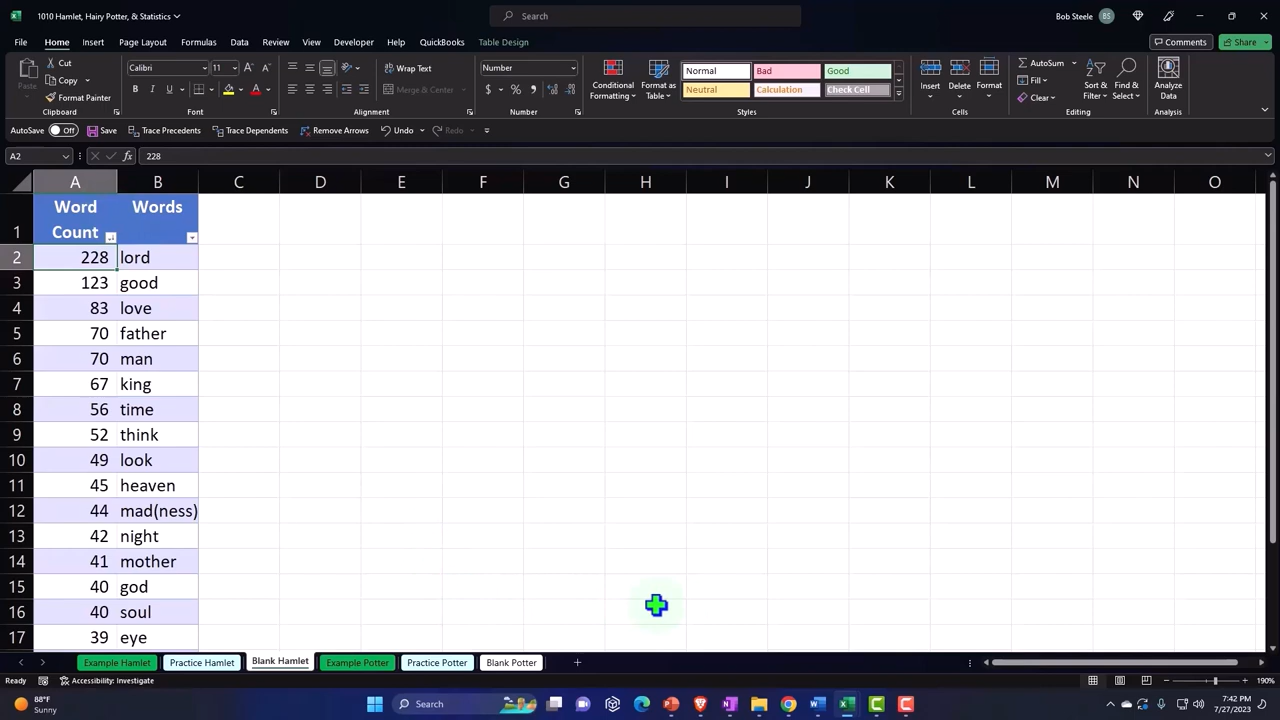 1010 Hamlet, Hairy Potter, & Statistics
Search
Bob Steele BS
File Home Insert Page Layout Formulas Data Review View Developer Help QuickBooks Table Design
Comments Share
Cut
Copy
Format Painter
Paste
Clipboard
Calibri 11
B I U
Font
Wrap Text
Merge & Center
Alignment
Number
$ % ,
Number
Conditional Formatting
Format as Table
Normal Bad Good
Neutral Calculation Check Cell
Styles
Insert Delete Format
Cells
AutoSum
Fill
Clear
Sort & Filter
Find & Select
Editing
Analyze Data
Analysis
AutoSave Off Save Trace Precedents Trace Dependents Remove Arrows Undo Redo
A2 fx 228
A B C D E F G H I J K L M N O
1 Word Count Words
2 228 lord
3 123 good
4 83 love
5 70 father
6 70 man
7 67 king
8 56 time
9 52 think
10 49 look
11 45 heaven
12 44 mad(ness)
13 42 night
14 41 mother
15 40 god
16 40 soul
17 39 eye
Example Hamlet Practice Hamlet Blank Hamlet Example Potter Practice Potter Blank Potter
Ready Accessibility: Investigate 190%
88°F
Sunny
Search
7:42 PM
7/27/2023